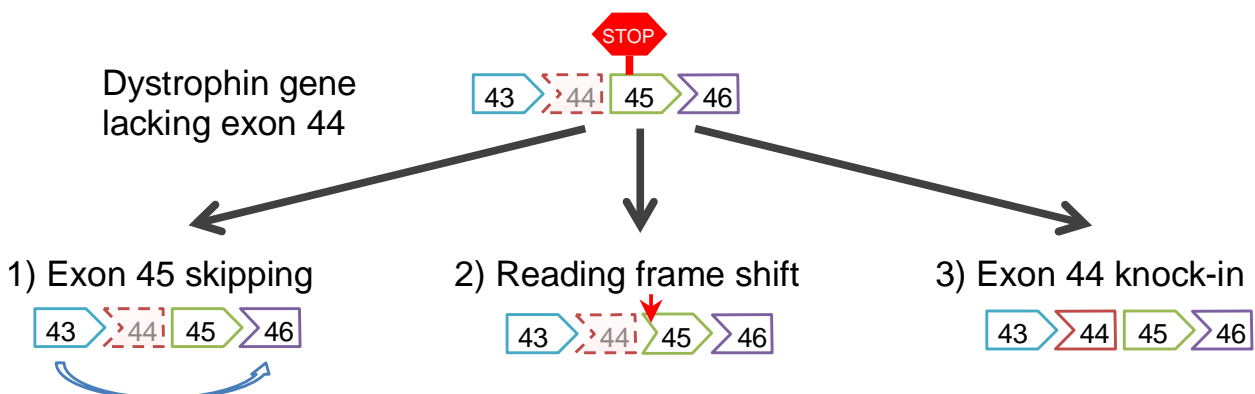 STOP
Dystrophin gene
lacking exon 44
43 44 45 46
1) Exon 45 skipping
2) Reading frame shift
3) Exon 44 knock-in
43 44 45 46
43 44 45 46
43 44 45 46